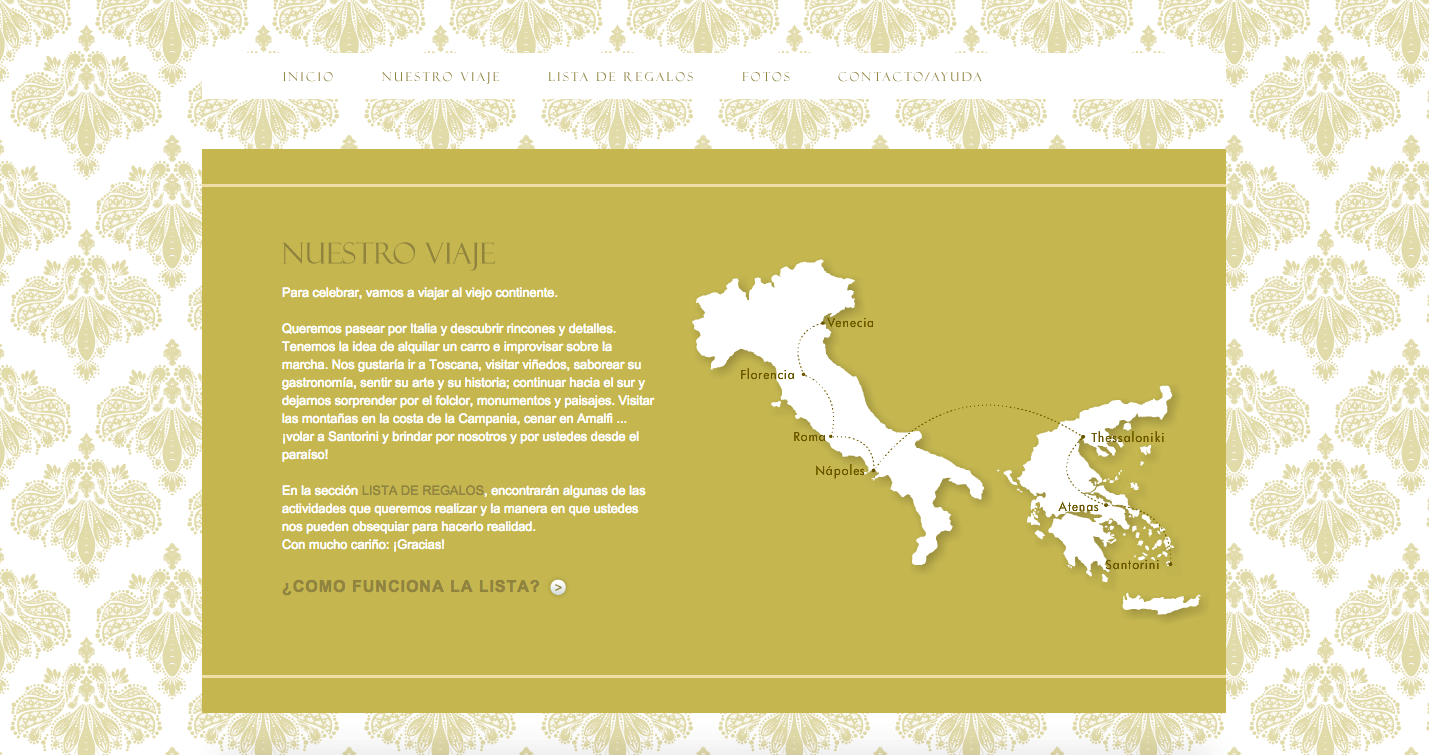 INICIO NUESTRO VIAJE LISTA DE REGALOS FOTOS CONTACTO/AYUDA
NUESTRO VIAJE
Para celebrar, vamos a viajar al viejo continente.
Queremos pasear por Italia y descubrir rincones y detalles.
Tenemos la idea de alquilar un carro e improvisar sobre la
marcha. Nos gustaría ir a Toscana, visitar viñedos, saborear su
gastronomía, sentir su arte y su historia; continuar hacia el sur y
dejarnos sorprender por el folclor, monumentos y paisajes. Visitar
las montañas en la costa de la Campania, cenar en Amalfi ...
¡volar a Santorini y brindar por nosotros y por ustedes desde el
paraíso!
En la sección LISTA DE REGALOS, encontrarán algunas de las
actividades que queremos realizar y la manera en que ustedes
nos pueden obsequiar para hacerlo realidad.
Con mucho cariño: ¡Gracias!
¿COMO FUNCIONA LA LISTA? >
Venecia
Florencia
Roma
Nápoles
Thessaloniki
Atenas
Santorini